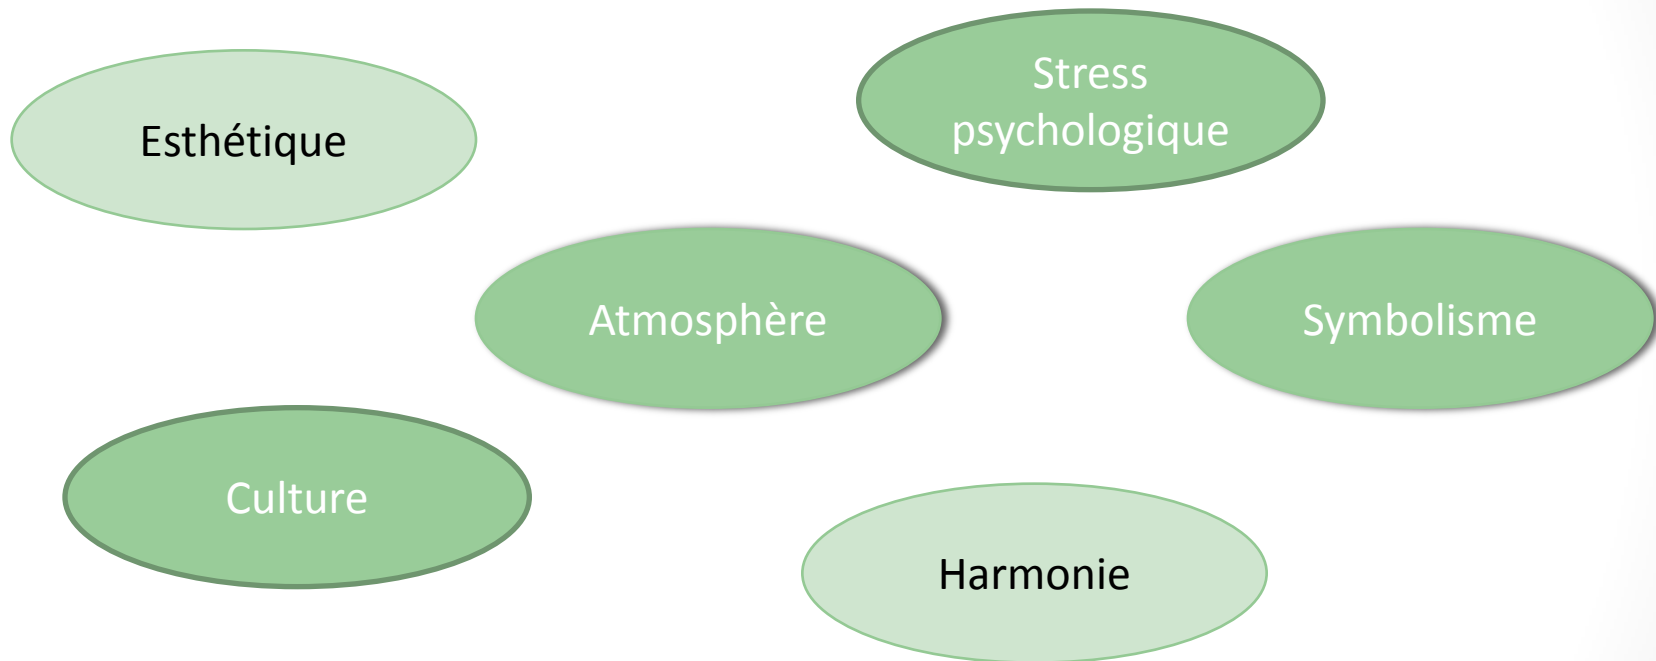 Esthétique
Stress
psychologique
Atmosphère
Symbolisme
Culture
Harmonie